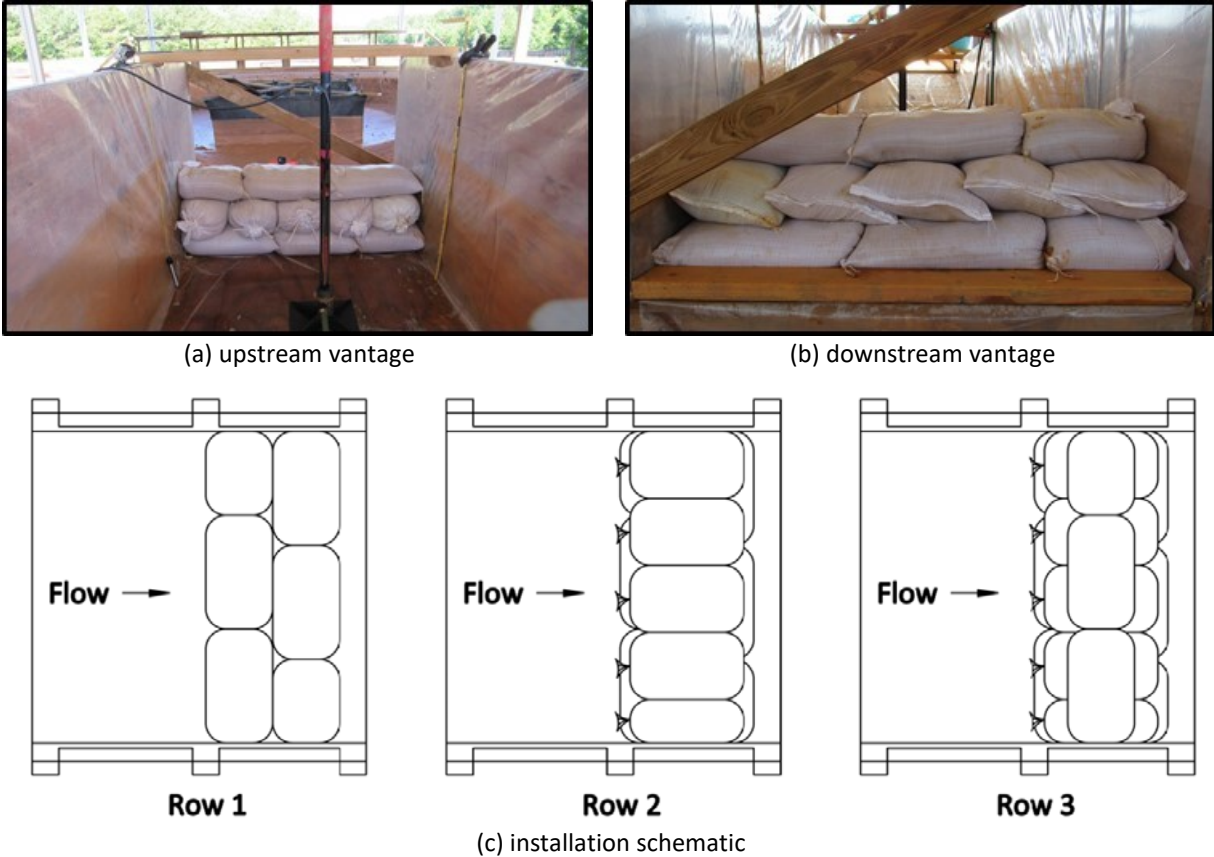 (a) upstream vantage
(b) downstream vantage
Flow
Flow
Flow
Row 1
Row 2
Row 3
(c) installation schematic